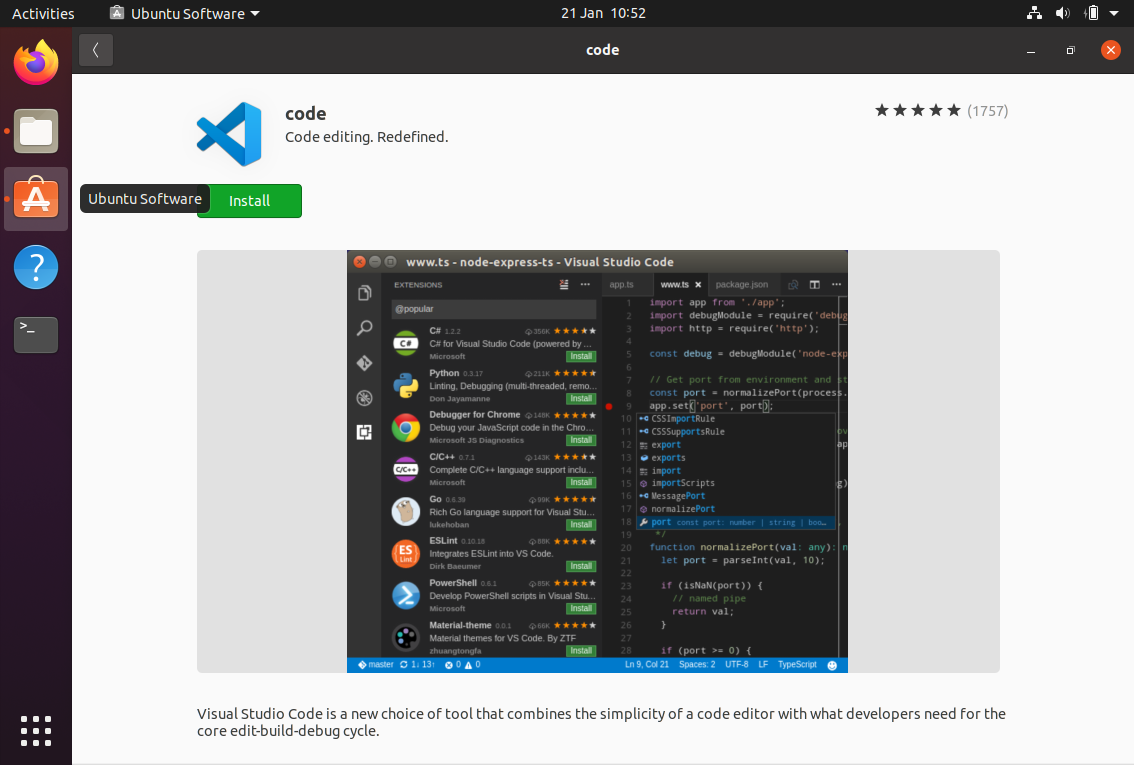 Activities
Ubuntu Software
21 Jan 10:52
code
code
Code editing. Redefined.
(1757)
Ubuntu Software
Install
www.ts - node-express-ts - Visual Studio Code
EXTENSIONS
@popular
C# 1.2.2 356K
C# for Visual Studio Code (powered by ...
Microsoft Install
Python 0.3.17 211K
Linting, Debugging (multi-threaded, remo...
Don Jayamanne Install
Debugger for Chrome 148K
Debug your JavaScript code in the Chro...
Microsoft JS Diagnostics Install
C/C++ 0.7.1 143K
C/C++
Complete C/C++ language support inclu...
Microsoft Install
Go 0.6.39 99K
Rich Go language support for Visual Stu...
lukehoban Install
ESLint 0.10.18 88K
ES
Lint
Integrates ESLint into VS Code.
Dirk Baeumer Install
PowerShell 0.6.1 85K
Develop PowerShell scripts in Visual Stu...
Microsoft Install
Material-theme 0.0.1 66K
Material themes for VS Code. By ZTF
zhuangtongfa Install
app.ts www.ts package.json
1 import app from './app';
2 import debugModule = require('debug
3 import http = require('http');
4
5 const debug = debugModule('node-exp
6
7 // Get port from environment and st
8 const port = normalizePort(process.
9 app.set('port', port);
10 CSSImportRule
11 CSSSupportsRule
12 export
13 exports
14 import
15 importScripts
16 MessagePort
17 normalizePort
18 port const port: number | string | boo...
19 */
20 function normalizePort(val: any): n
21 let port = parseInt(val, 10);
22
23 if (isNaN(port)) {
24 // named pipe
25 return val;
26 }
27
28 if (port >= 0) {
master 1↓ 13↑ 0 0 Ln 9, Col 21 Spaces: 2 UTF-8 LF TypeScript
Visual Studio Code is a new choice of tool that combines the simplicity of a code editor with what developers need for the
core edit-build-debug cycle.